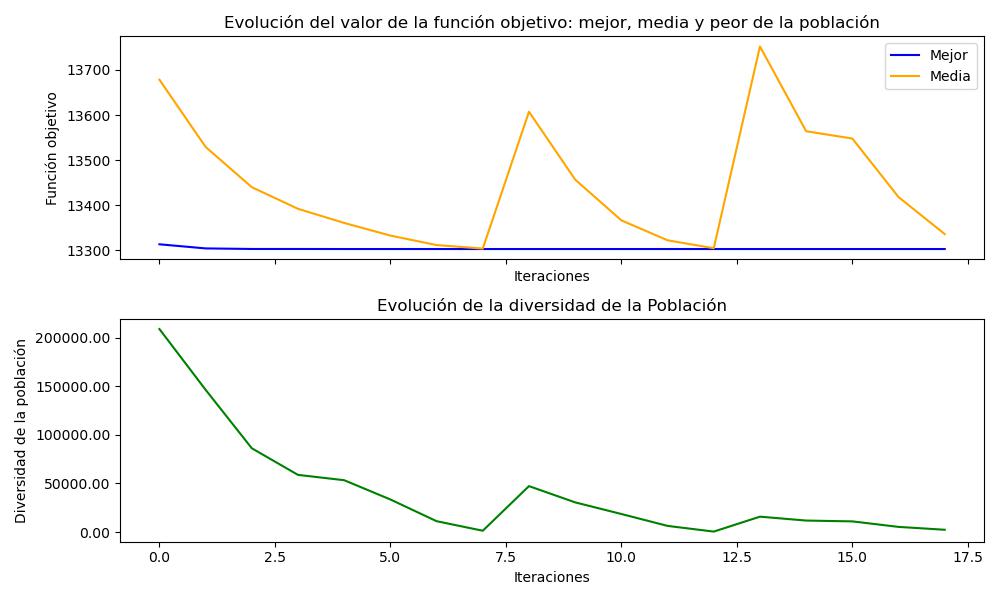 Evolución del valor de la función objetivo: mejor, media y peor de la población
Función objetivo
13700
13600
13500
13400
13300
Mejor
Media
Iteraciones
Evolución de la diversidad de la Población
Diversidad de la población
200000.00
150000.00
100000.00
50000.00
0.00
0.0 2.5 5.0 7.5 10.0 12.5 15.0 17.5
Iteraciones